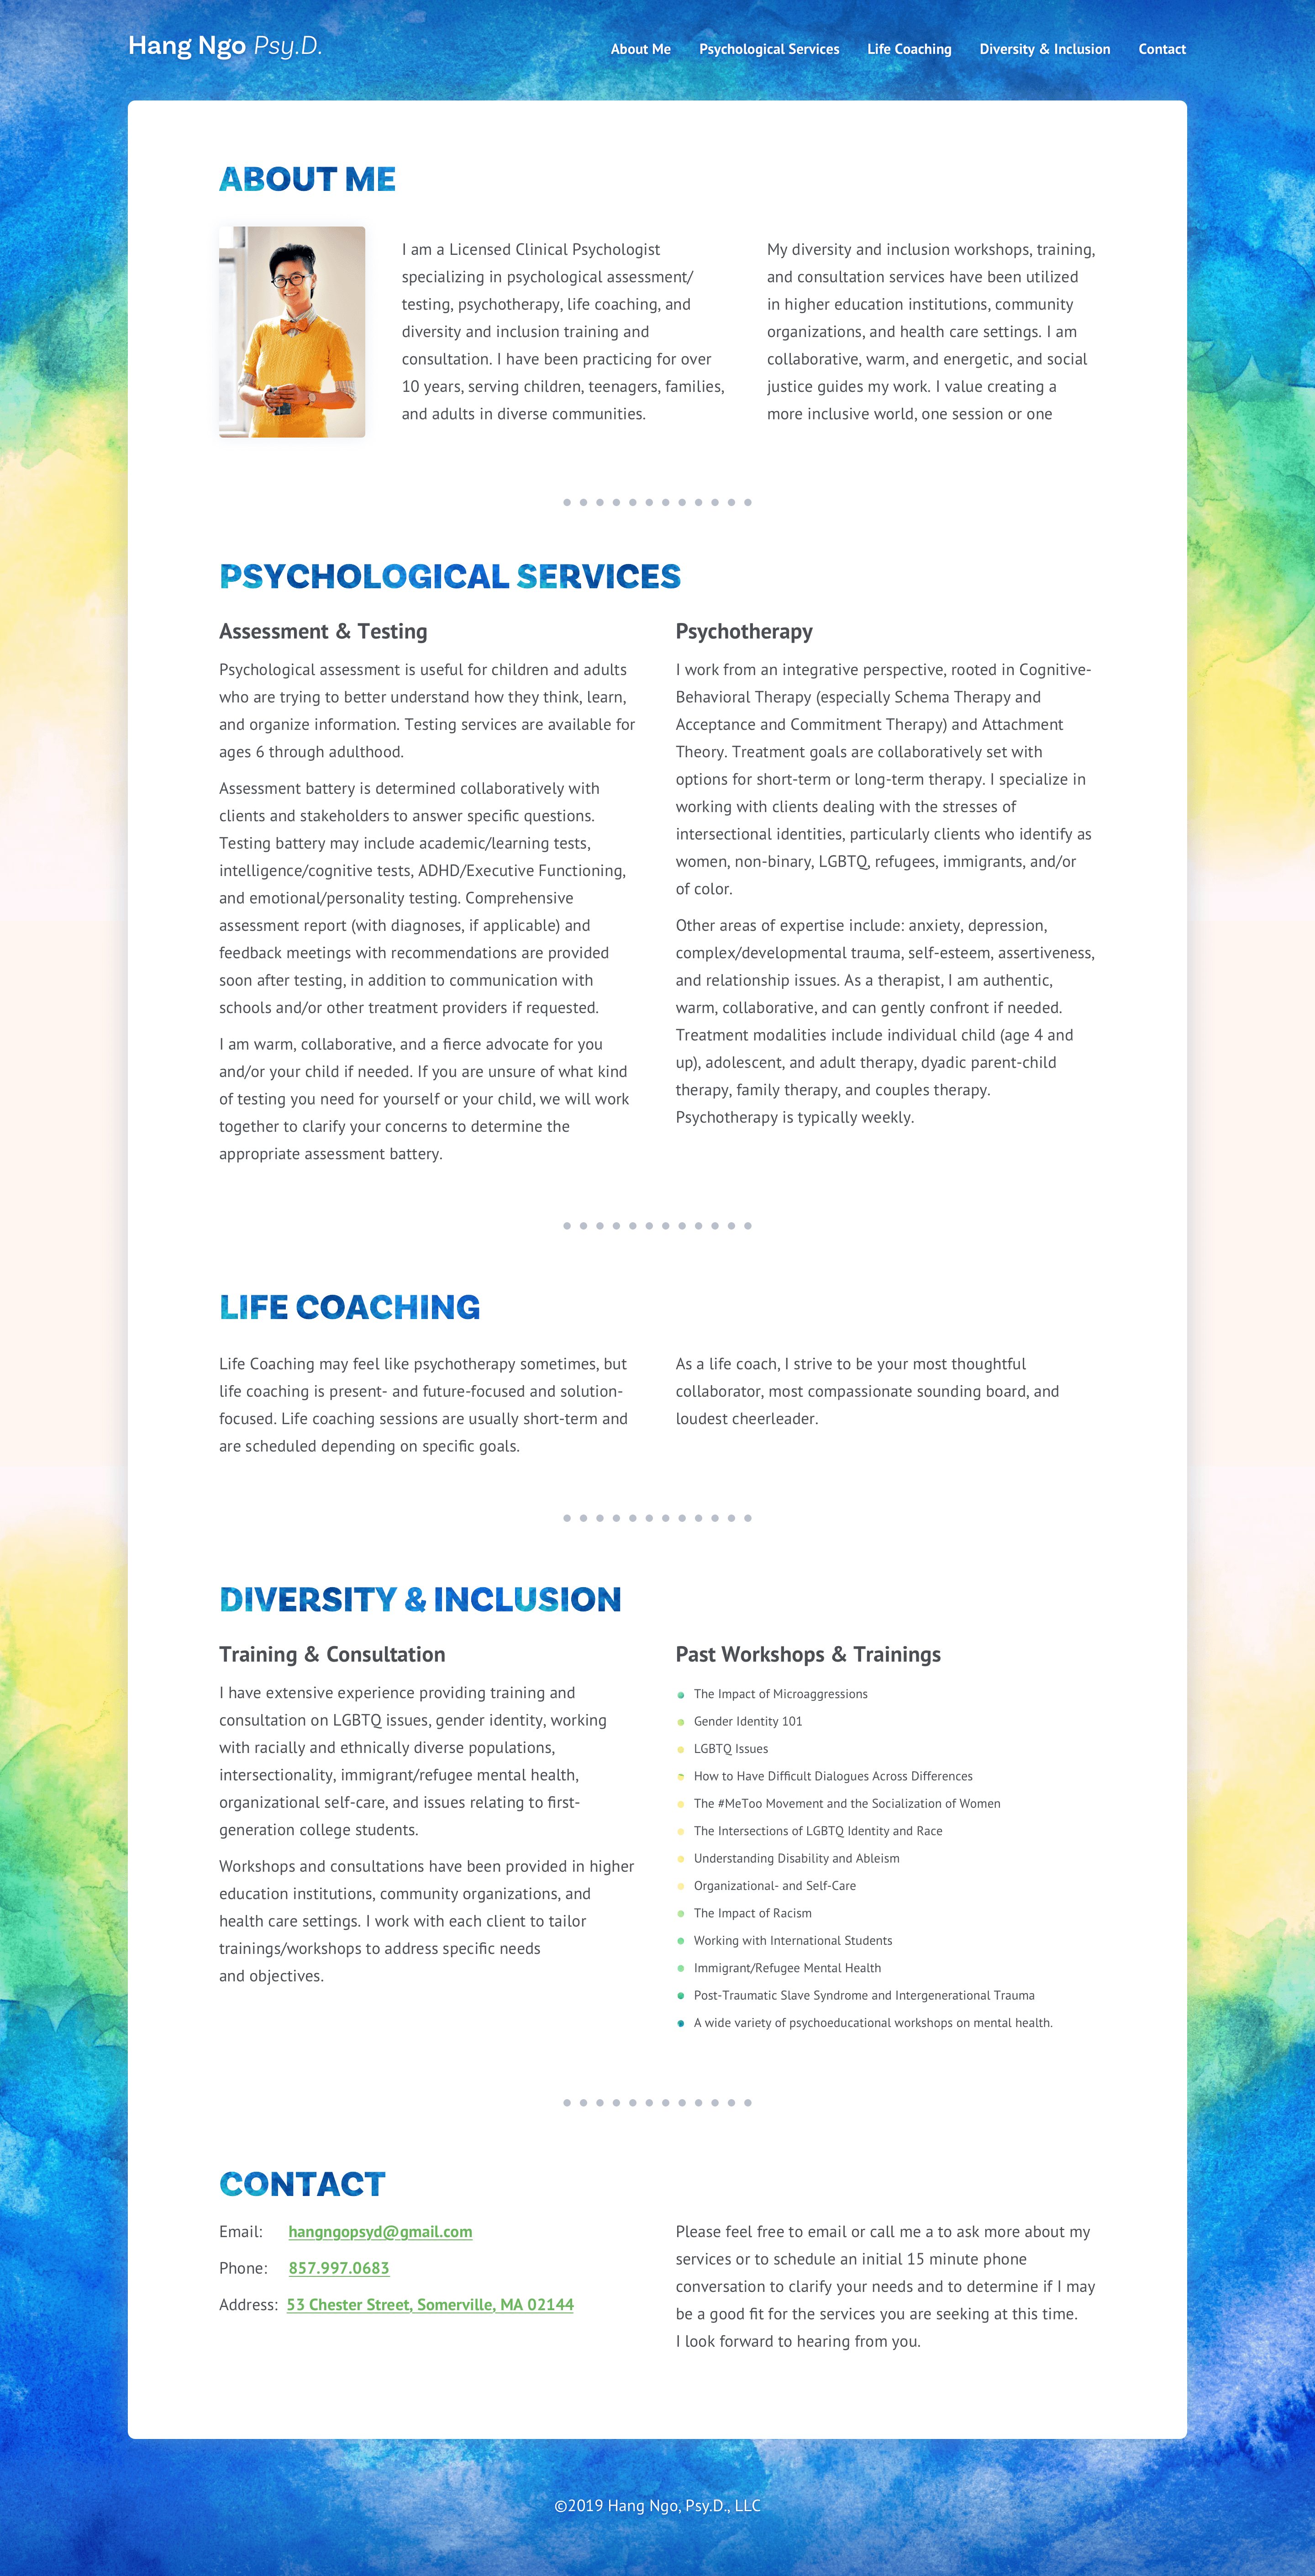 Hang Ngo Psy.D.
About Me
Psychological Services
Life Coaching
Diversity & Inclusion
Contact
ABOUT ME
I am a Licensed Clinical Psychologist
specializing in psychological assessment/
testing, psychotherapy, life coaching, and
diversity and inclusion training and
consultation. I have been practicing for over
10 years, serving children, teenagers, families,
and adults in diverse communities.
My diversity and inclusion workshops, training,
and consultation services have been utilized
in higher education institutions, community
organizations, and health care settings. I am
collaborative, warm, and energetic, and social
justice guides my work. I value creating a
more inclusive world, one session or one
PSYCHOLOGICAL SERVICES
Assessment & Testing
Psychological assessment is useful for children and adults
who are trying to better understand how they think, learn,
and organize information. Testing services are available for
ages 6 through adulthood.
Assessment battery is determined collaboratively with
clients and stakeholders to answer specific questions.
Testing battery may include academic/learning tests,
intelligence/cognitive tests, ADHD/Executive Functioning,
and emotional/personality testing. Comprehensive
assessment report (with diagnoses, if applicable) and
feedback meetings with recommendations are provided
soon after testing, in addition to communication with
schools and/or other treatment providers if requested.
I am warm, collaborative, and a fierce advocate for you
and/or your child if needed. If you are unsure of what kind
of testing you need for yourself or your child, we will work
together to clarify your concerns to determine the
appropriate assessment battery.
Psychotherapy
I work from an integrative perspective, rooted in Cognitive-
Behavioral Therapy (especially Schema Therapy and
Acceptance and Commitment Therapy) and Attachment
Theory. Treatment goals are collaboratively set with
options for short-term or long-term therapy. I specialize in
working with clients dealing with the stresses of
intersectional identities, particularly clients who identify as
women, non-binary, LGBTQ, refugees, immigrants, and/or
of color.
Other areas of expertise include: anxiety, depression,
complex/developmental trauma, self-esteem, assertiveness,
and relationship issues. As a therapist, I am authentic,
warm, collaborative, and can gently confront if needed.
Treatment modalities include individual child (age 4 and
up), adolescent, and adult therapy, dyadic parent-child
therapy, family therapy, and couples therapy.
Psychotherapy is typically weekly.
LIFE COACHING
Life Coaching may feel like psychotherapy sometimes, but
life coaching is present- and future-focused and solution-
focused. Life coaching sessions are usually short-term and
are scheduled depending on specific goals.
As a life coach, I strive to be your most thoughtful
collaborator, most compassionate sounding board, and
loudest cheerleader.
DIVERSITY & INCLUSION
Training & Consultation
I have extensive experience providing training and
consultation on LGBTQ issues, gender identity, working
with racially and ethnically diverse populations,
intersectionality, immigrant/refugee mental health,
organizational self-care, and issues relating to first-
generation college students.
Workshops and consultations have been provided in higher
education institutions, community organizations, and
health care settings. I work with each client to tailor
trainings/workshops to address specific needs
and objectives.
Past Workshops & Trainings
The Impact of Microaggressions
Gender Identity 101
LGBTQ Issues
How to Have Difficult Dialogues Across Differences
The #MeToo Movement and the Socialization of Women
The Intersections of LGBTQ Identity and Race
Understanding Disability and Ableism
Organizational- and Self-Care
The Impact of Racism
Working with International Students
Immigrant/Refugee Mental Health
Post-Traumatic Slave Syndrome and Intergenerational Trauma
A wide variety of psychoeducational workshops on mental health.
CONTACT
Email: hangngopsyd@gmail.com
Phone: 857.997.0683
Address: 53 Chester Street, Somerville, MA 02144
Please feel free to email or call me a to ask more about my
services or to schedule an initial 15 minute phone
conversation to clarify your needs and to determine if I may
be a good fit for the services you are seeking at this time.
I look forward to hearing from you.
©2019 Hang Ngo, Psy.D., LLC